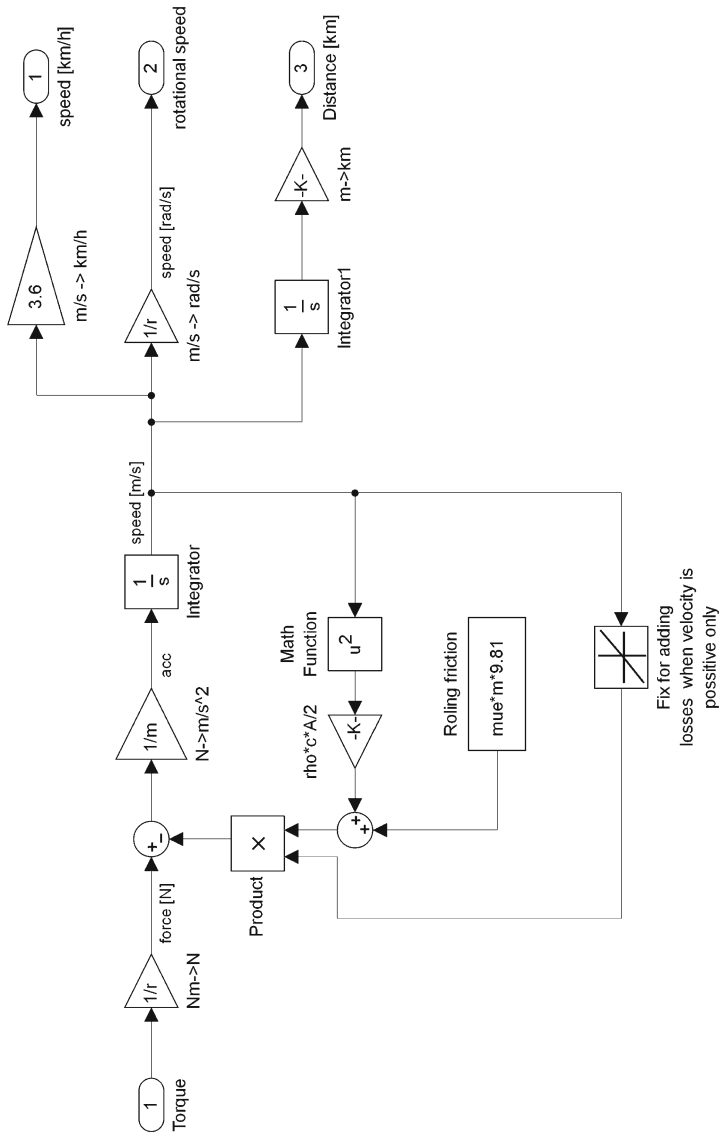 1
Torque
1/r
Nm->N
force [N]
+
−
1/m
N->m/s^2
acc
1
s
Integrator
speed [m/s]
3.6
m/s -> km/h
1
speed [km/h]
1/r
m/s -> rad/s
speed [rad/s]
2
rotational speed
1
s
Integrator1
-K-
m->km
3
Distance [km]
×
Product
+
+
-K-
rho*c*A/2
u²
Math
Function
Roling friction
mue*m*9.81
Fix for adding
losses when velocity is
possitive only